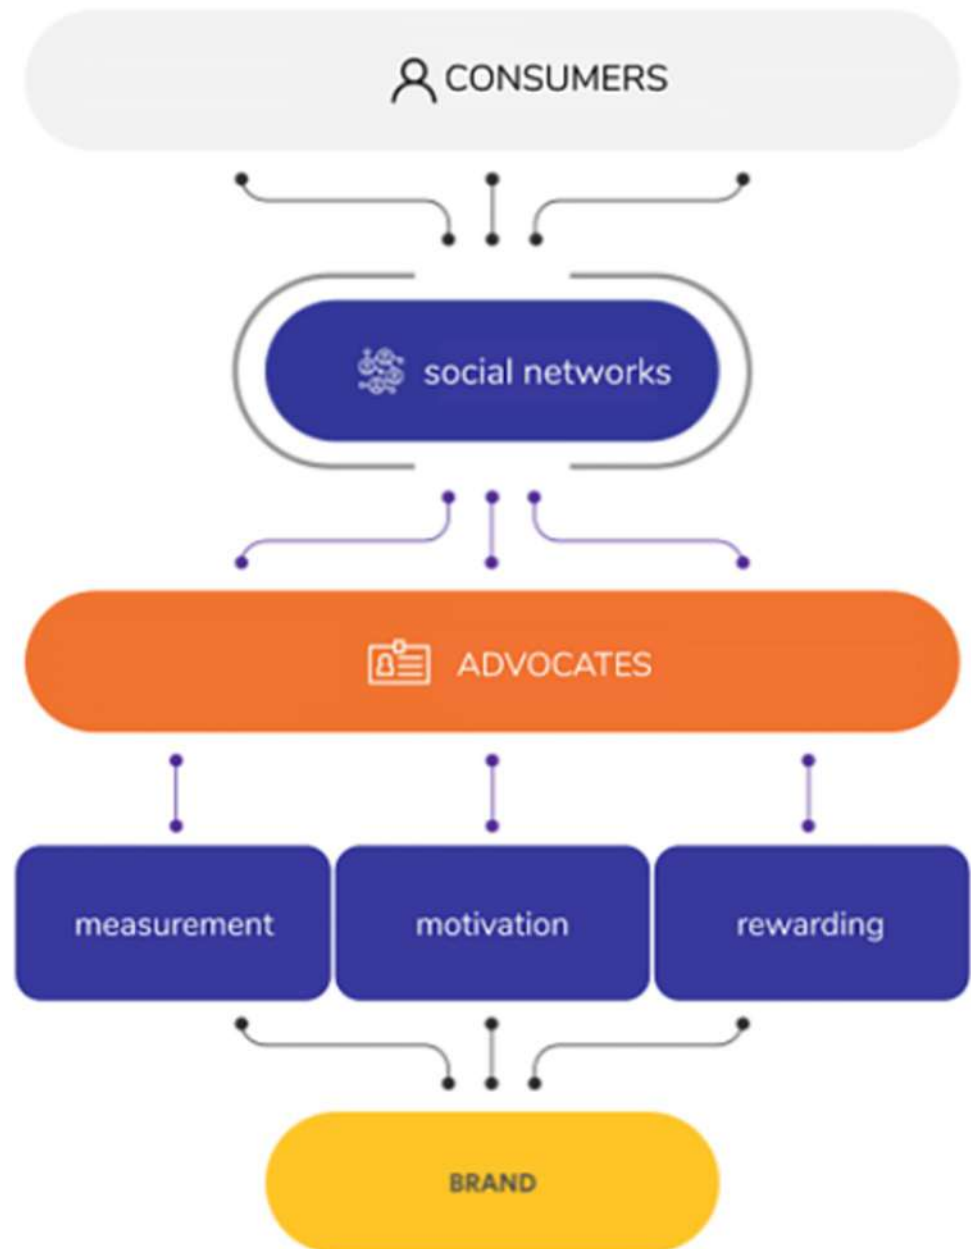 CONSUMERS
social networks
ADVOCATES
measurement
motivation
rewarding
BRAND